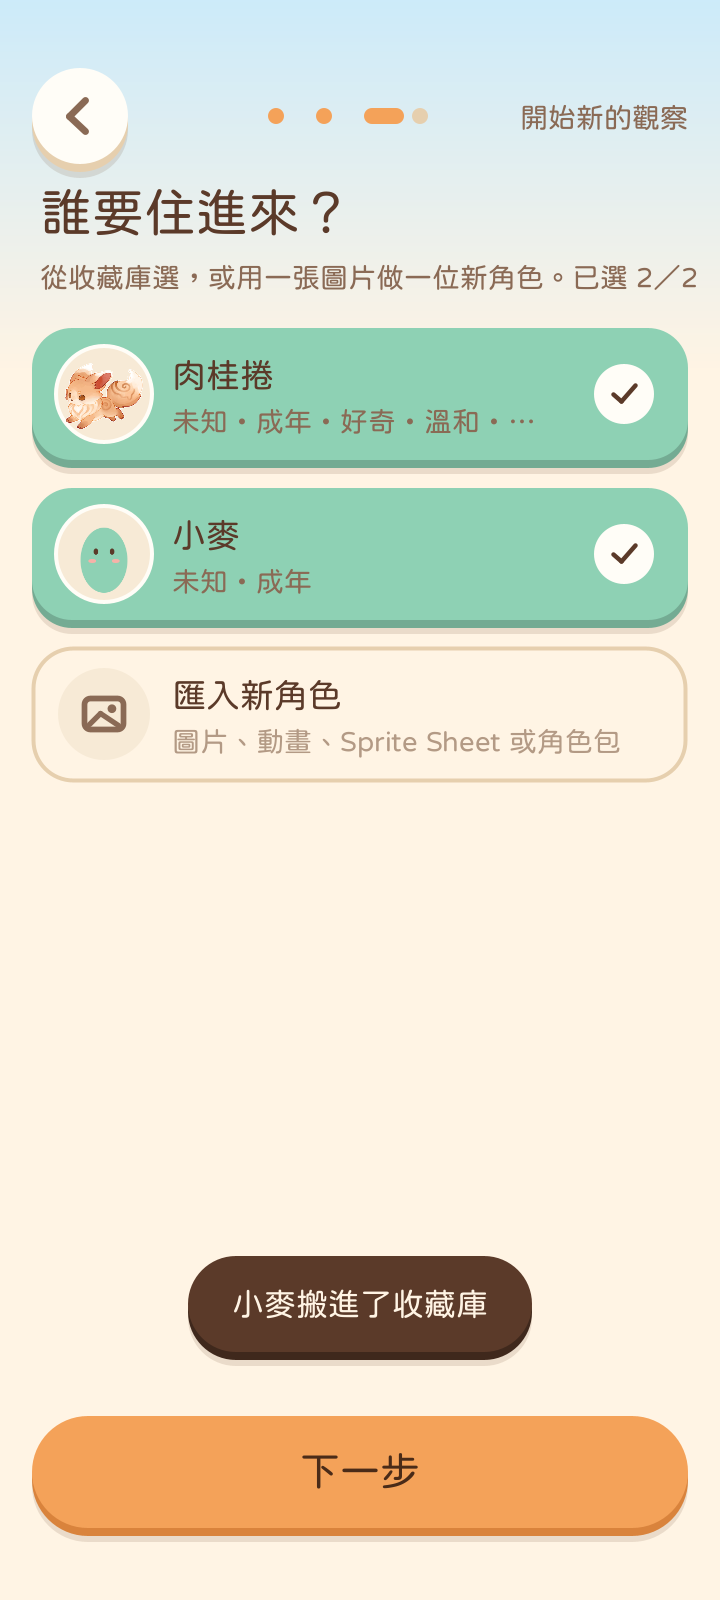 開始新的觀察
誰要住進來？
從收藏庫選，或用一張圖片做一位新角色。已選 2／2
肉桂捲
未知・成年・好奇・溫和・…
小麥
未知・成年
匯入新角色
圖片、動畫、Sprite Sheet 或角色包
小麥搬進了收藏庫
下一步